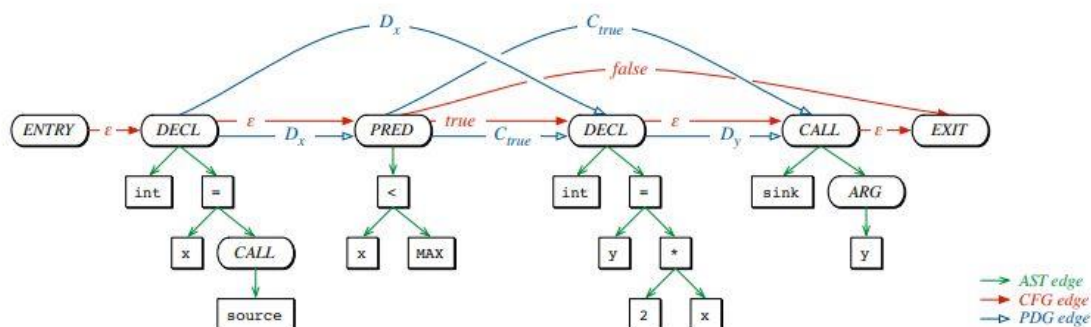 D_x C_true
false
ENTRY ε DECL ε PRED true DECL ε CALL ε EXIT
D_x C_true D_y
int = < int = sink ARG
x CALL x MAX y * y
source 2 x
AST edge
CFG edge
PDG edge